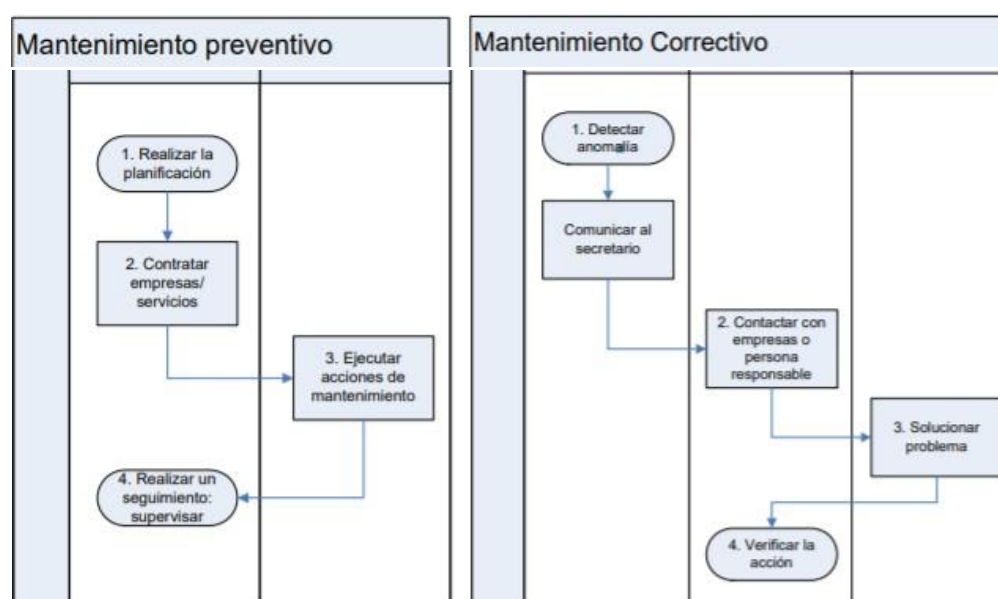 Mantenimiento preventivo
1. Realizar la
planificación
2. Contratar
empresas/
servicios
3. Ejecutar
acciones de
mantenimiento
4. Realizar un
seguimiento:
supervisar
Mantenimiento Correctivo
1. Detectar
anomalía
Comunicar al
secretario
2. Contactar con
empresas o
persona
responsable
3. Solucionar
problema
4. Verificar la
acción